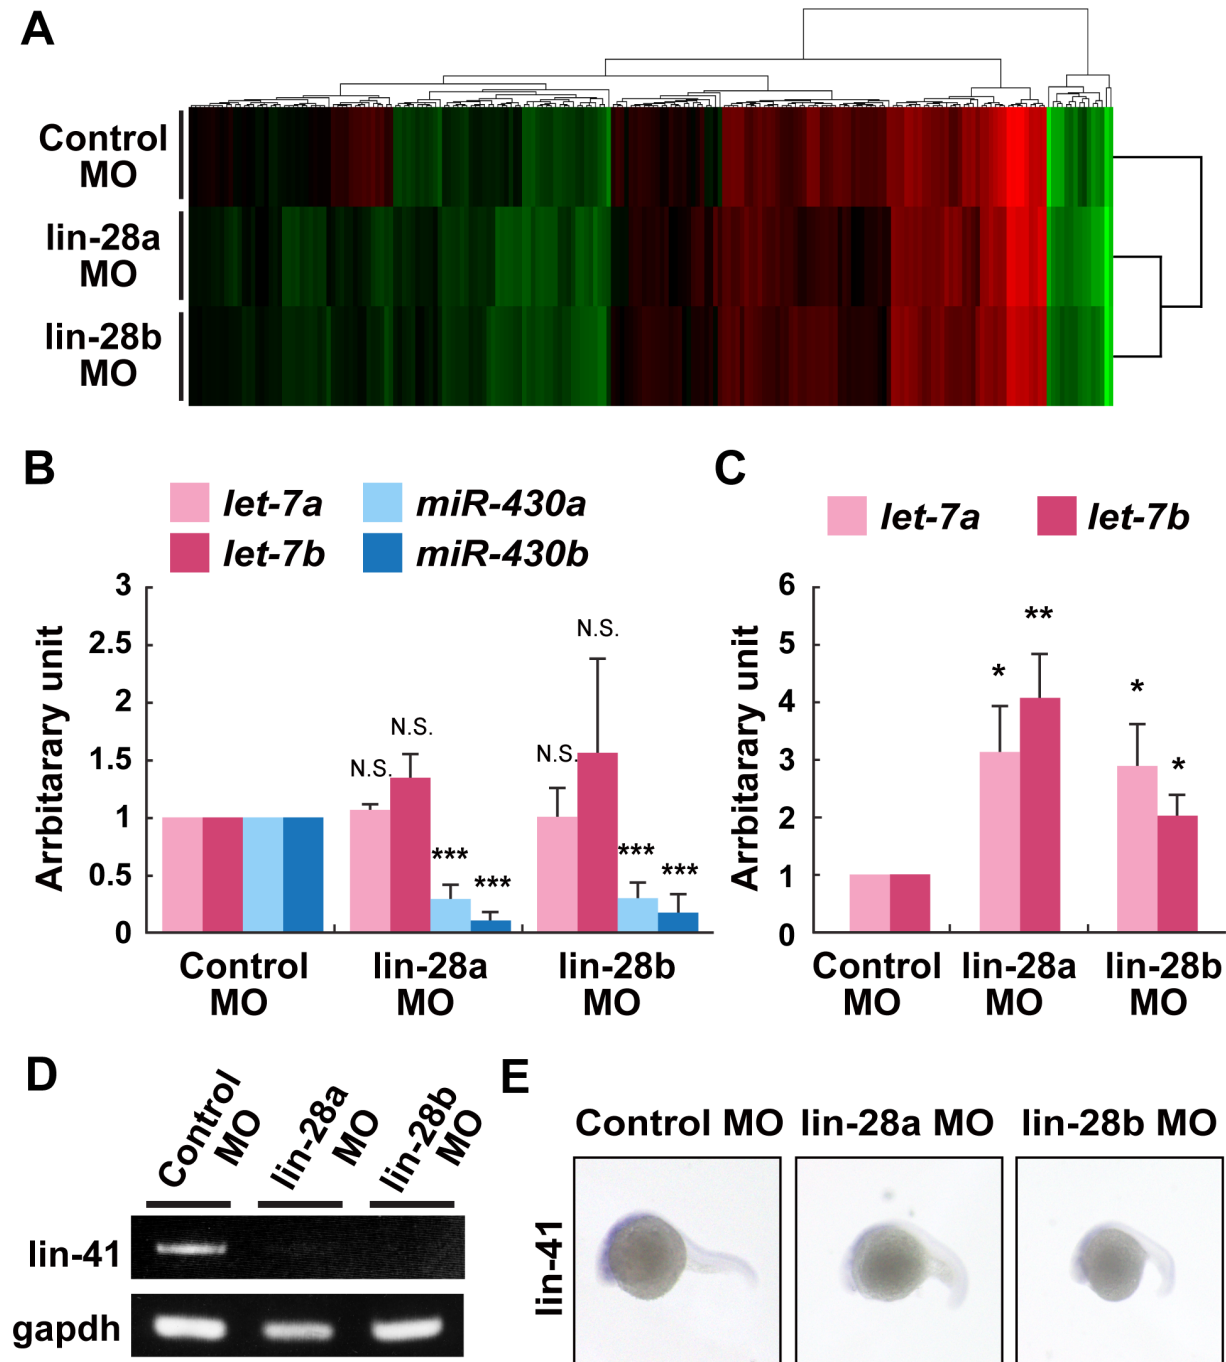 A
Control
MO
lin-28a
MO
lin-28b
MO
B
let-7a
miR-430a
let-7b
miR-430b
Arrbitarary unit
3
2.5
2
1.5
1
0.5
0
N.S.
N.S.
***
***
N.S.
N.S.
***
***
Control
MO
lin-28a
MO
lin-28b
MO
C
let-7a
let-7b
Arrbitarary unit
6
5
4
3
2
1
0
*
**
*
*
Control
MO
lin-28a
MO
lin-28b
MO
D
Control
MO
lin-28a
MO
lin-28b
MO
lin-41
gapdh
E
Control MO
lin-28a MO
lin-28b MO
lin-41